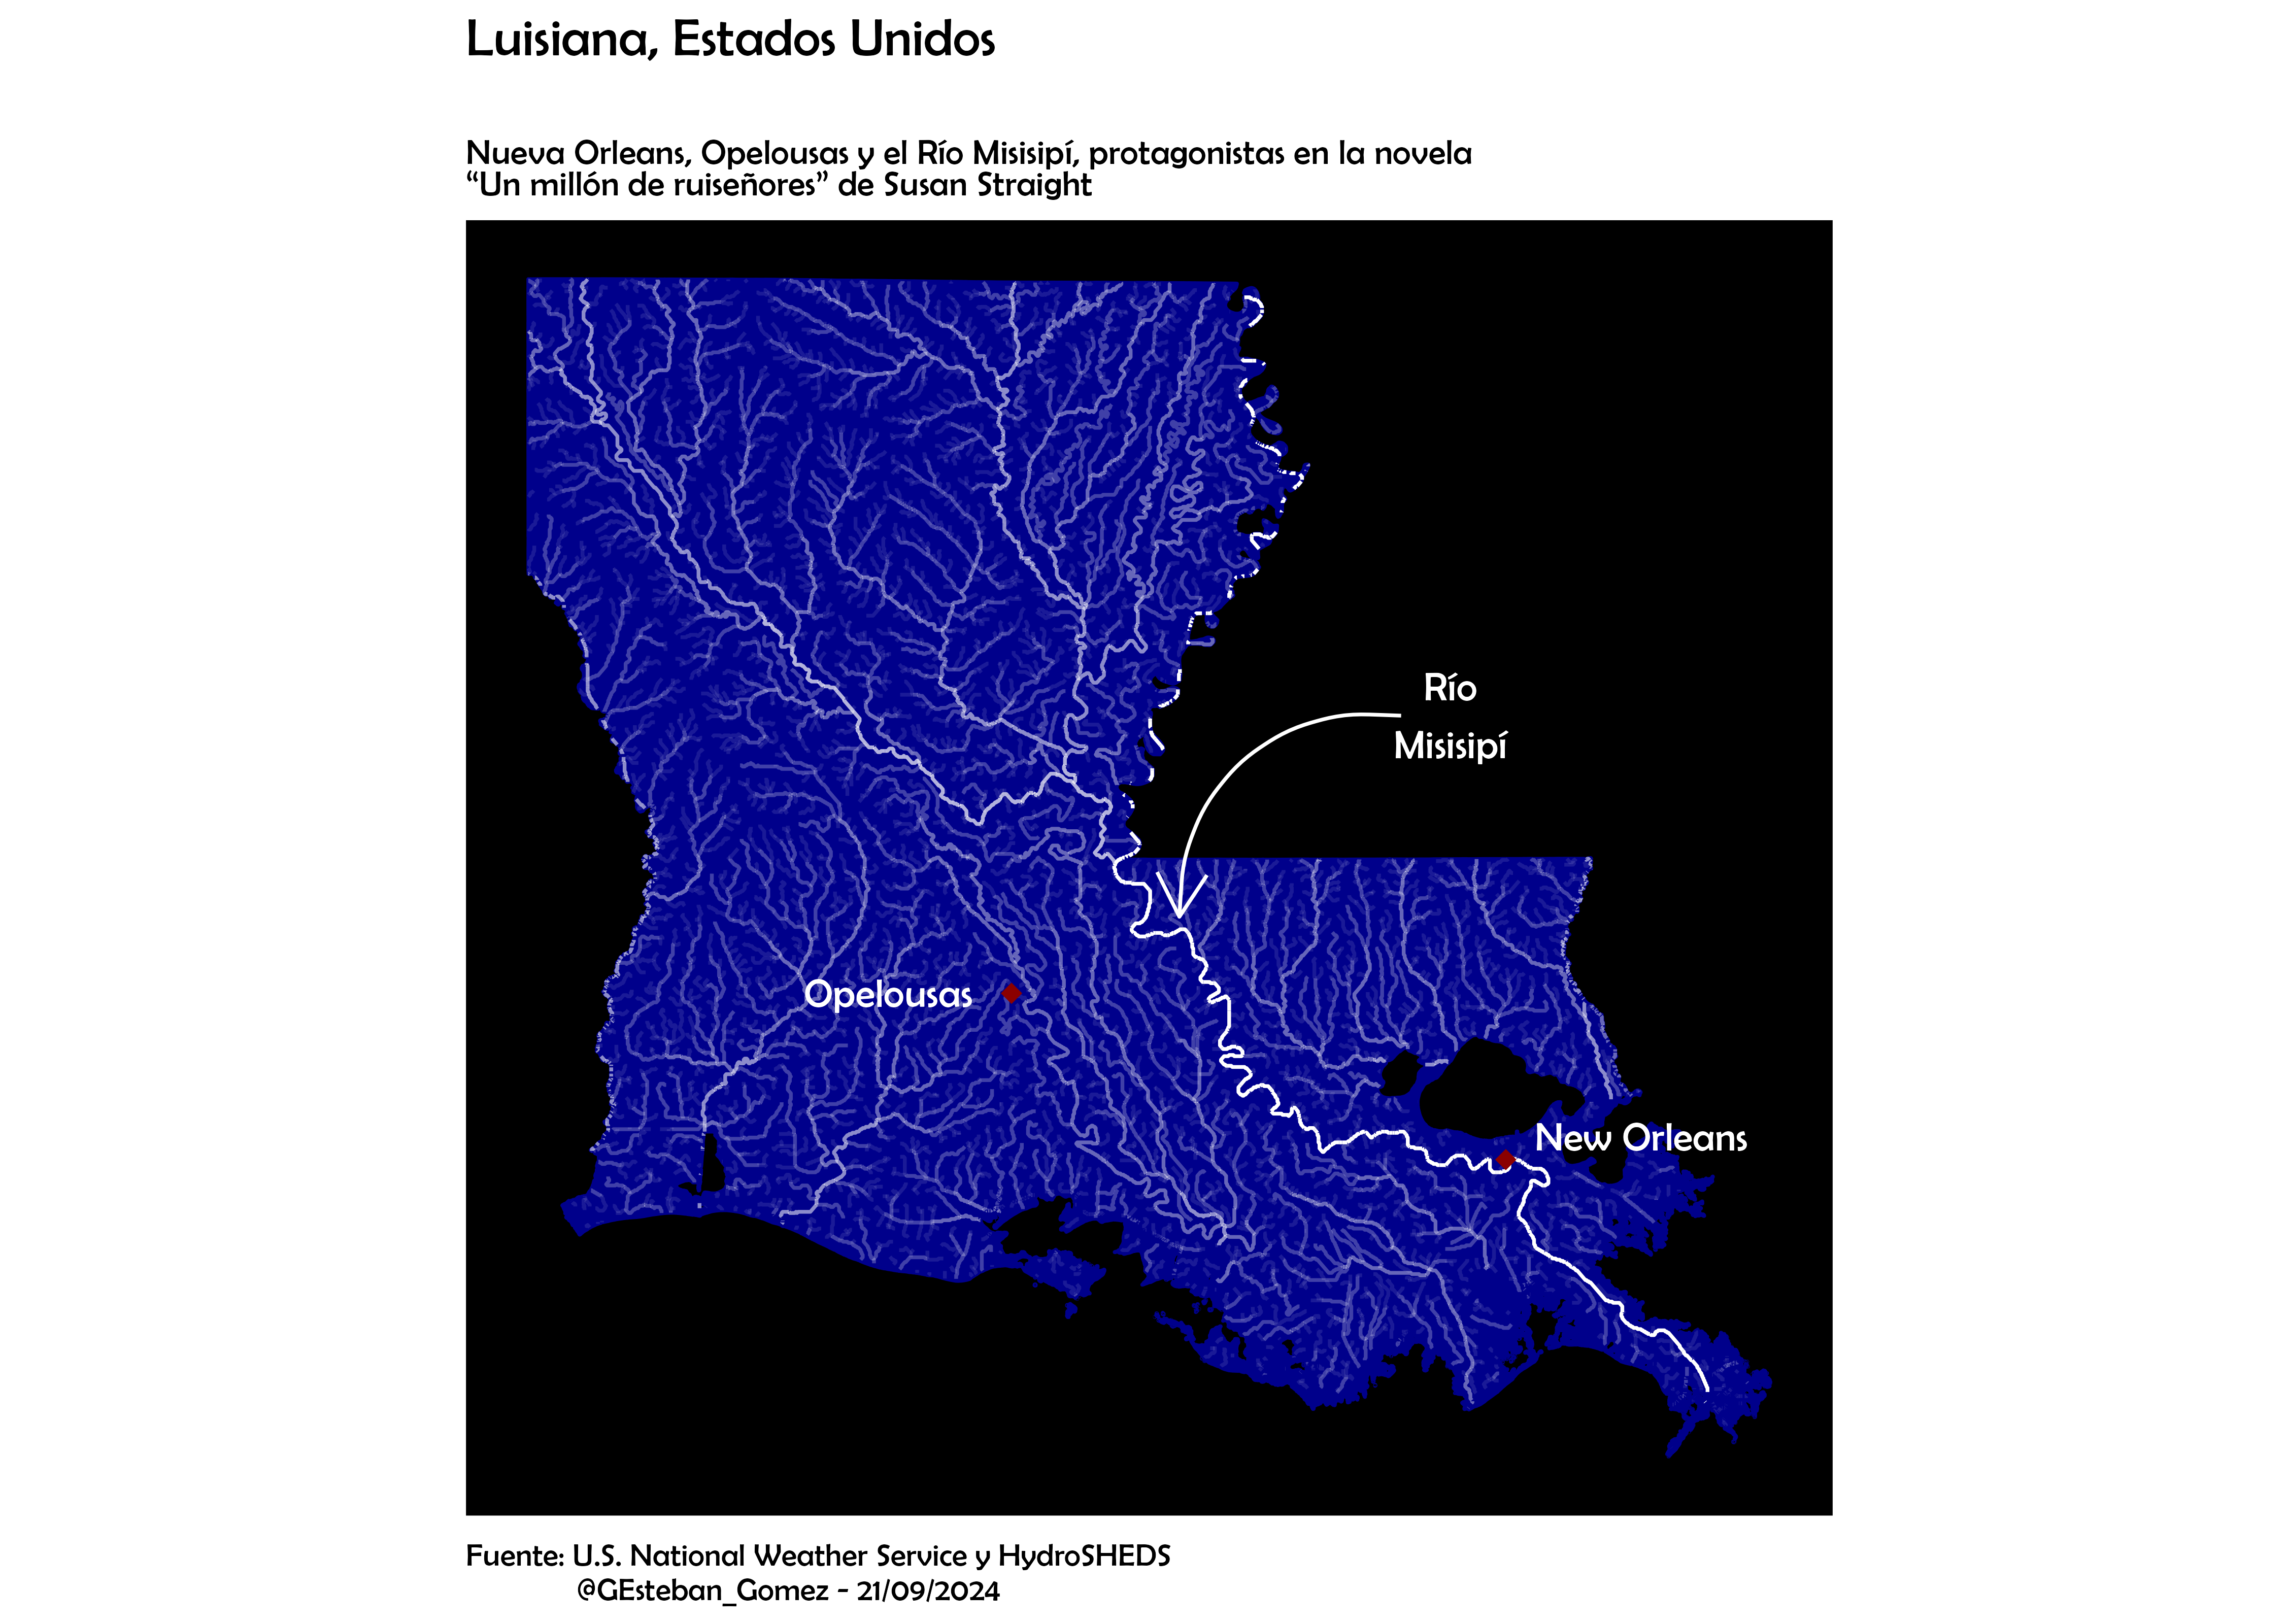 Luisiana, Estados Unidos
Nueva Orleans, Opelousas y el Río Misisipí, protagonistas en la novela
“Un millón de ruiseñores” de Susan Straight
Río
Misisipí
Opelousas
New Orleans
Fuente: U.S. National Weather Service y HydroSHEDS
@GEsteban_Gomez - 21/09/2024